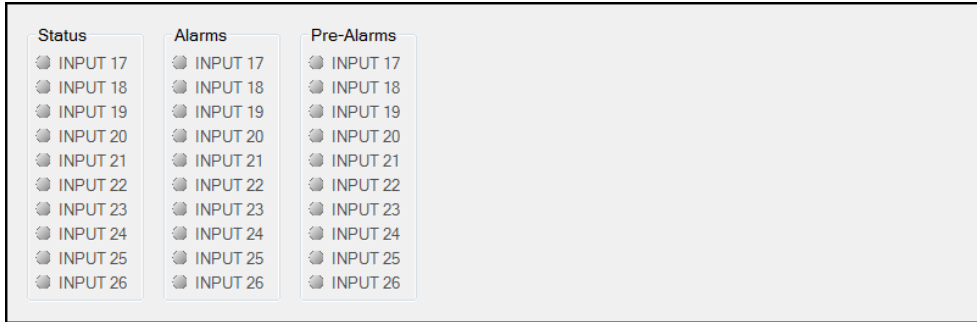 Status
INPUT 17
INPUT 18
INPUT 19
INPUT 20
INPUT 21
INPUT 22
INPUT 23
INPUT 24
INPUT 25
INPUT 26
Alarms
INPUT 17
INPUT 18
INPUT 19
INPUT 20
INPUT 21
INPUT 22
INPUT 23
INPUT 24
INPUT 25
INPUT 26
Pre-Alarms
INPUT 17
INPUT 18
INPUT 19
INPUT 20
INPUT 21
INPUT 22
INPUT 23
INPUT 24
INPUT 25
INPUT 26